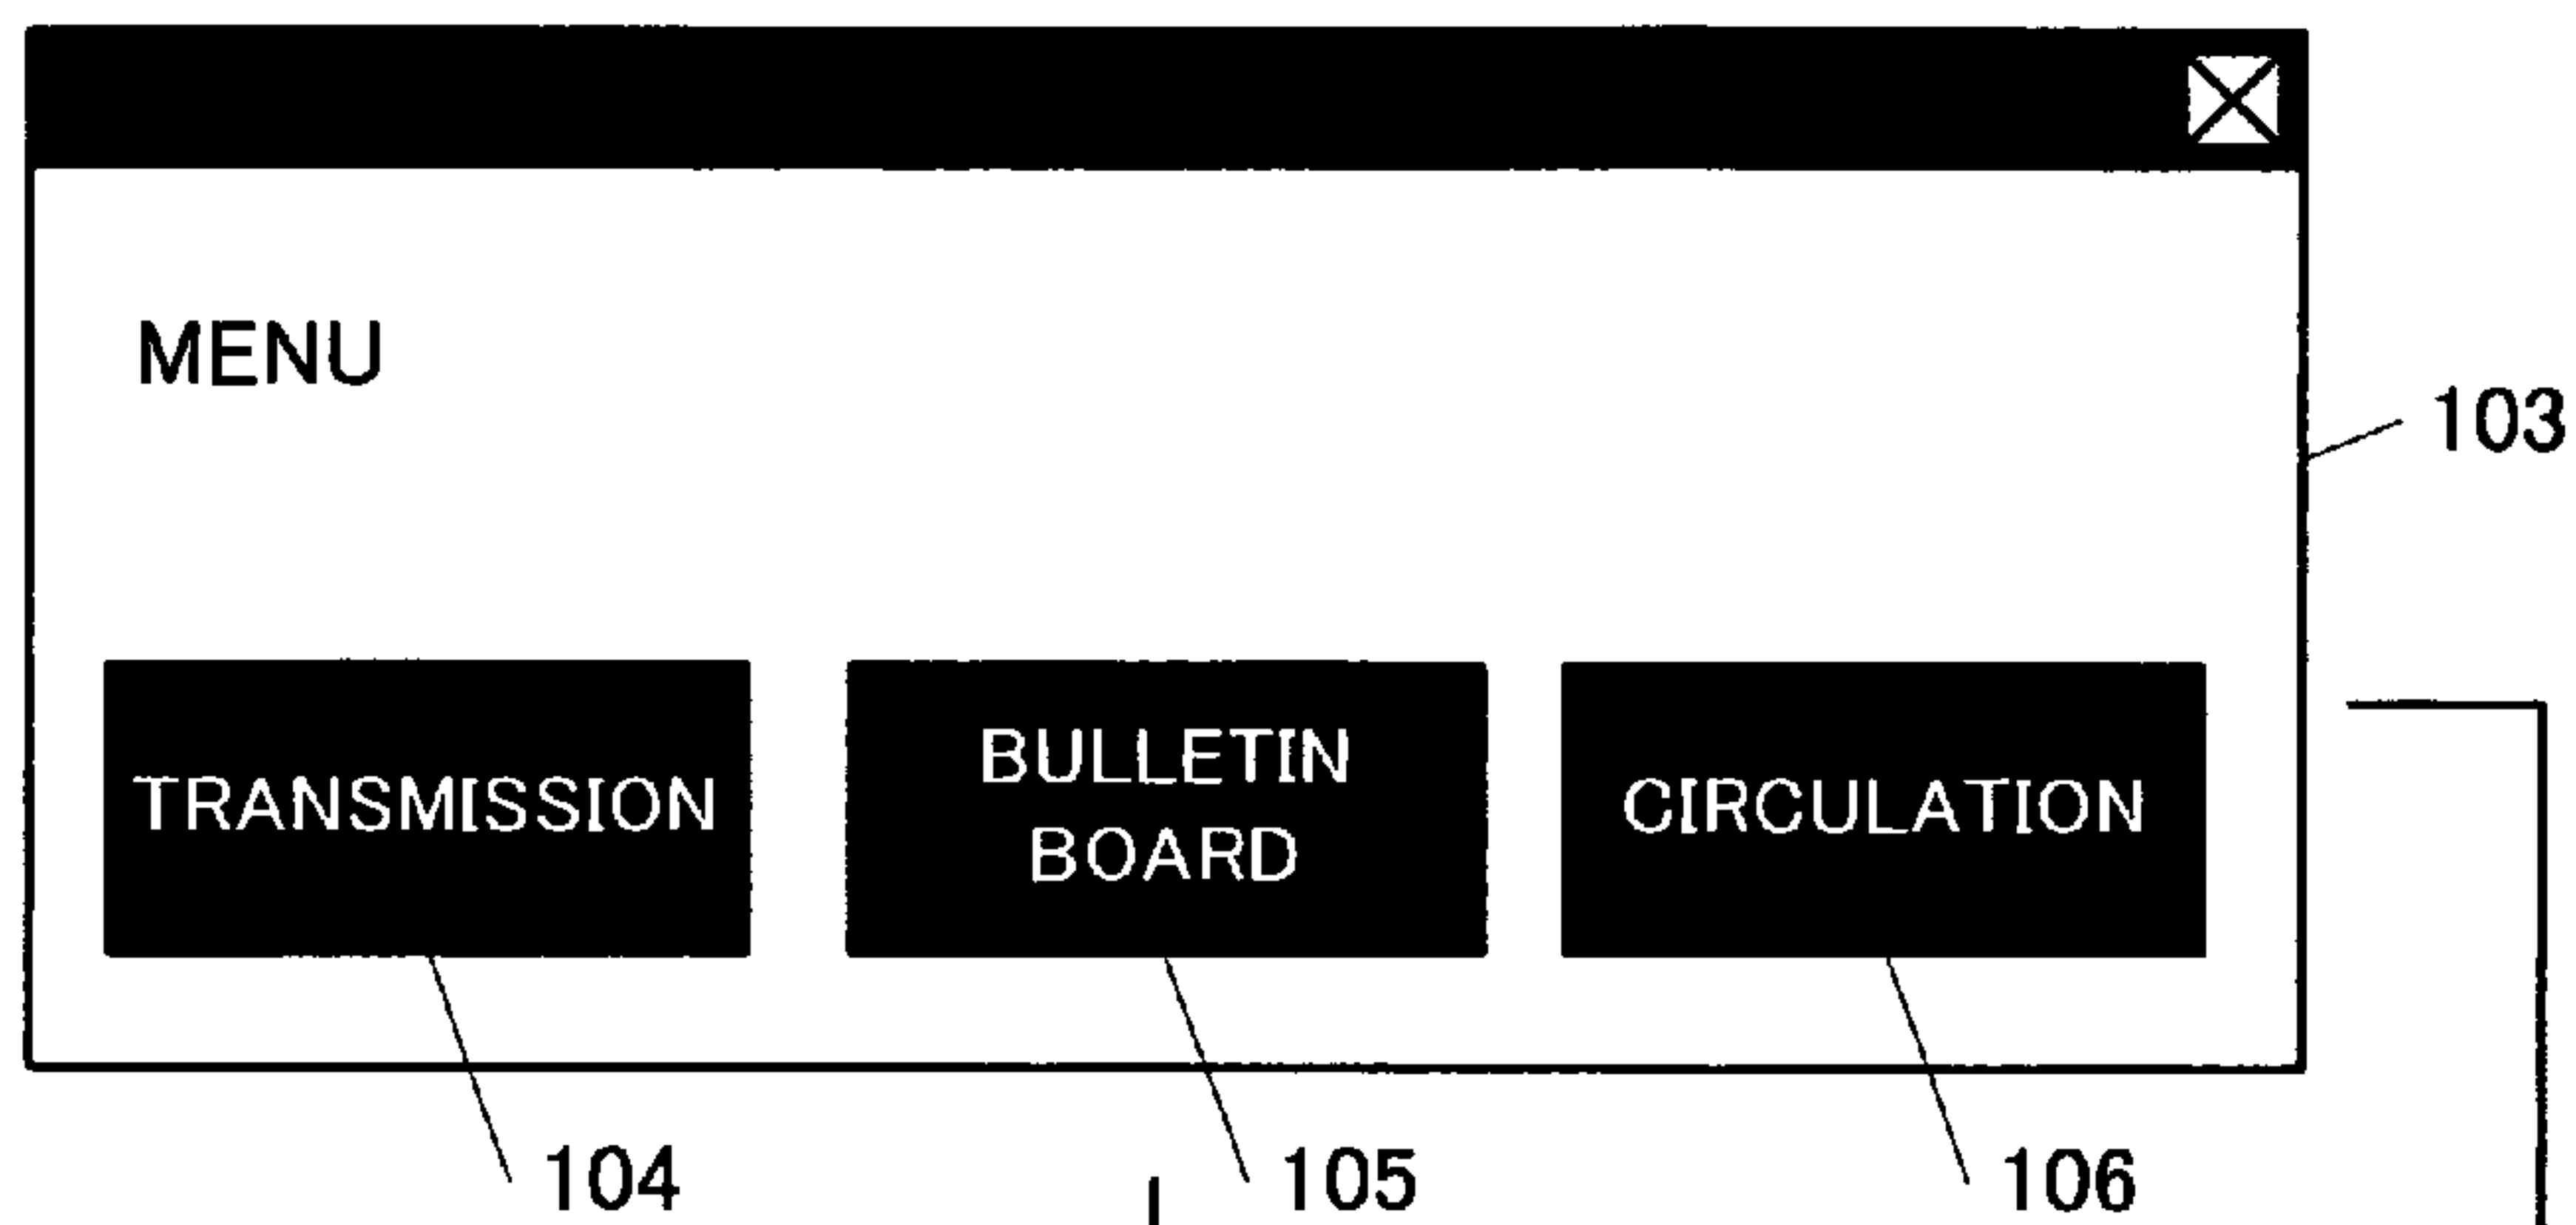 MENU
103
TRANSMISSION
BULLETIN
BOARD
CIRCULATION
104
105
106